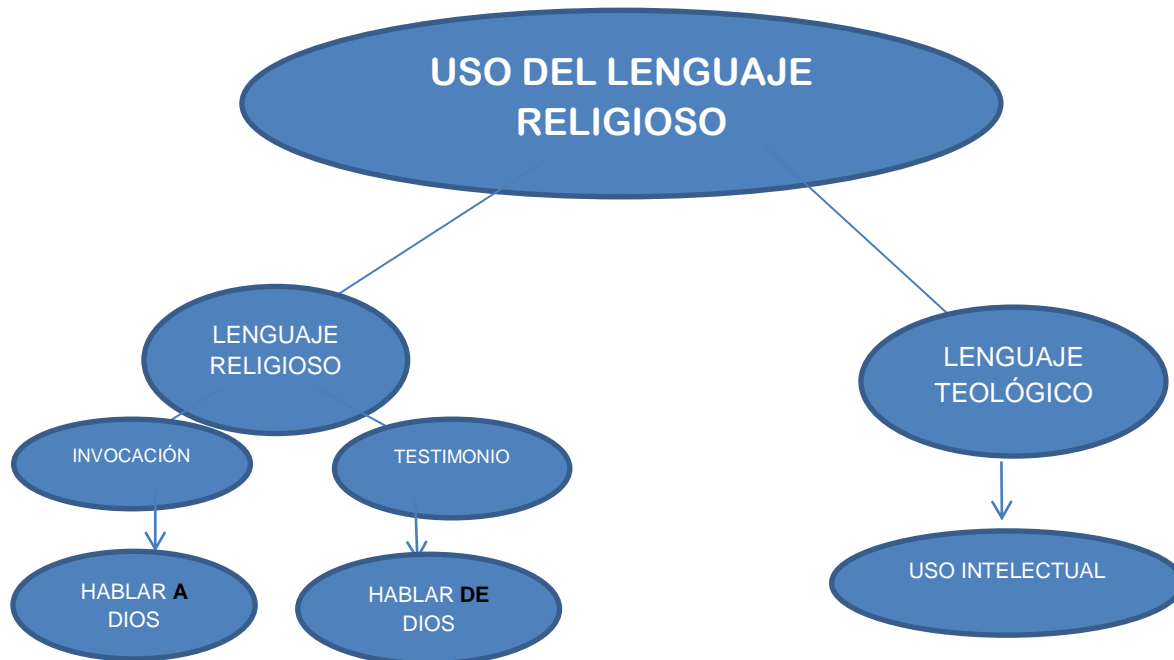 USO DEL LENGUAJE
RELIGIOSO
LENGUAJE
RELIGIOSO
LENGUAJE
TEOLÓGICO
INVOCACIÓN
TESTIMONIO
HABLAR A
DIOS
HABLAR DE
DIOS
USO INTELECTUAL